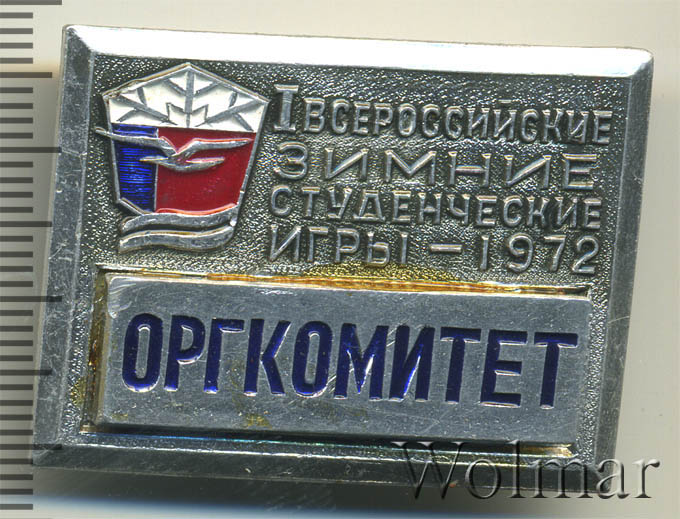 I ВСЕРОССИЙСКИЕ
ЗИМНИЕ
СТУДЕНЧЕСКИЕ
ИГРЫ - 1972
ОРГКОМИТЕТ
Wolmar